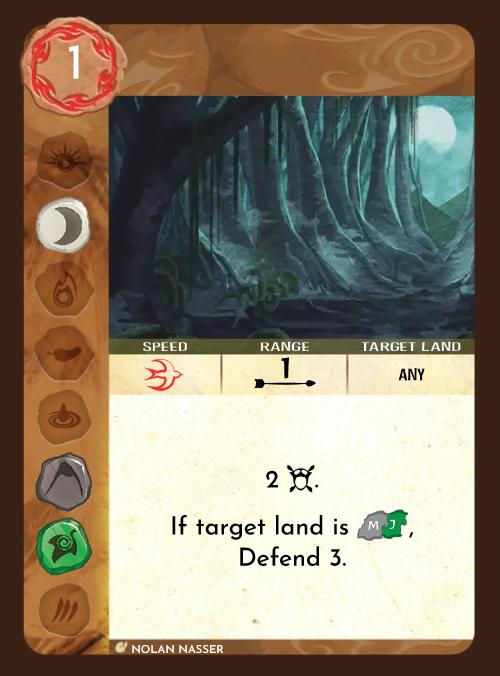 1
SPEED RANGE TARGET LAND
1 ANY
2 .
If target land is M J ,
Defend 3.
NOLAN NASSER